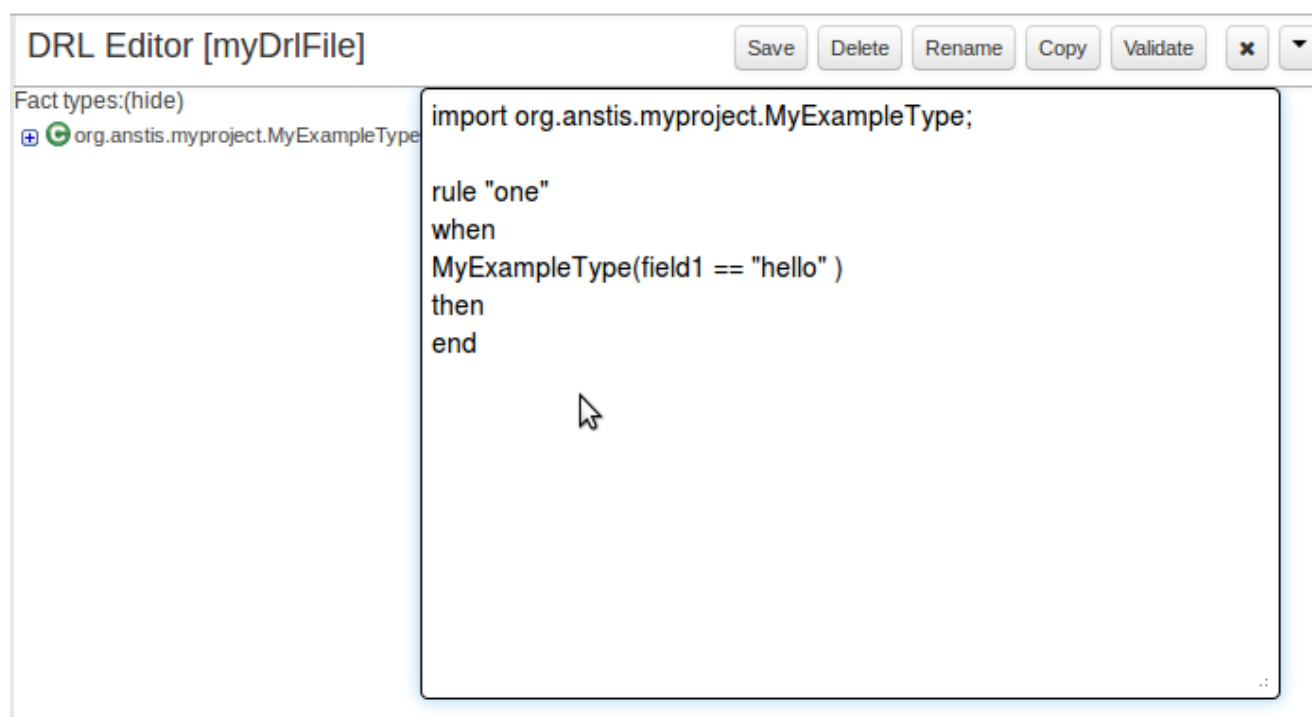 DRL Editor [myDrlFile]
Save Delete Rename Copy Validate
Fact types:(hide)
org.anstis.myproject.MyExampleType
import org.anstis.myproject.MyExampleType;
rule "one"
when
MyExampleType(field1 == "hello" )
then
end